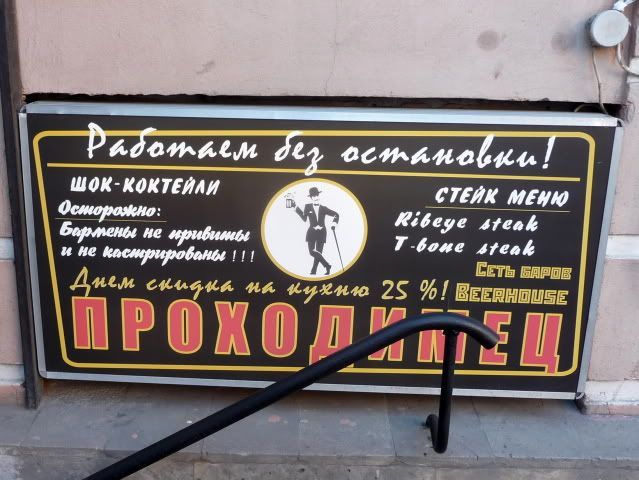 Работаем без остановки!
ШОК-КОКТЕЙЛИ
Осторожно:
Бармены не привиты
и не кастрированы !!!
СТЕЙК МЕНЮ
Ribeye steak
T-bone steak
Днем скидка на кухню 25 %!
Сеть баров
BEERHOUSE
ПРОХОДИМЕЦ